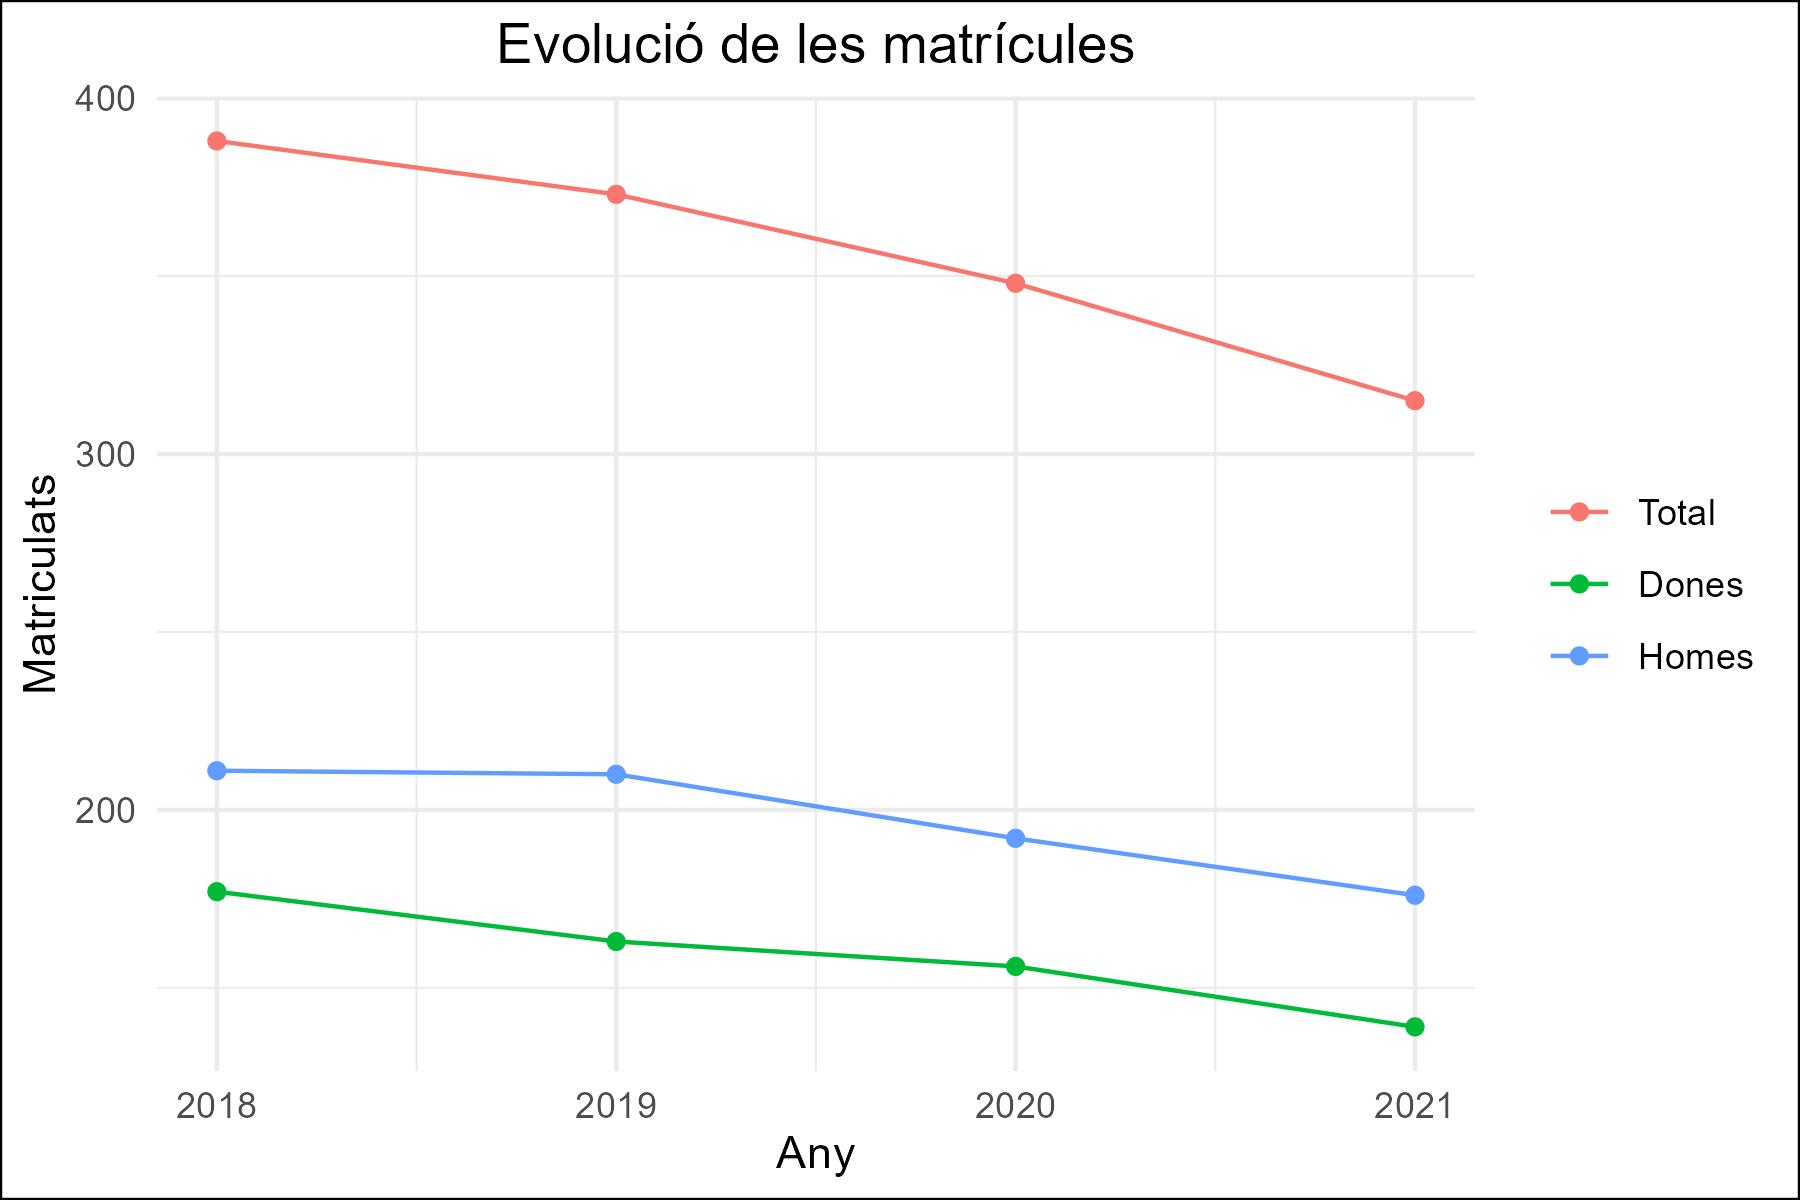 Evolució de les matrícules
400
300
200
Matriculats
2018
2019
2020
2021
Any
Total
Dones
Homes